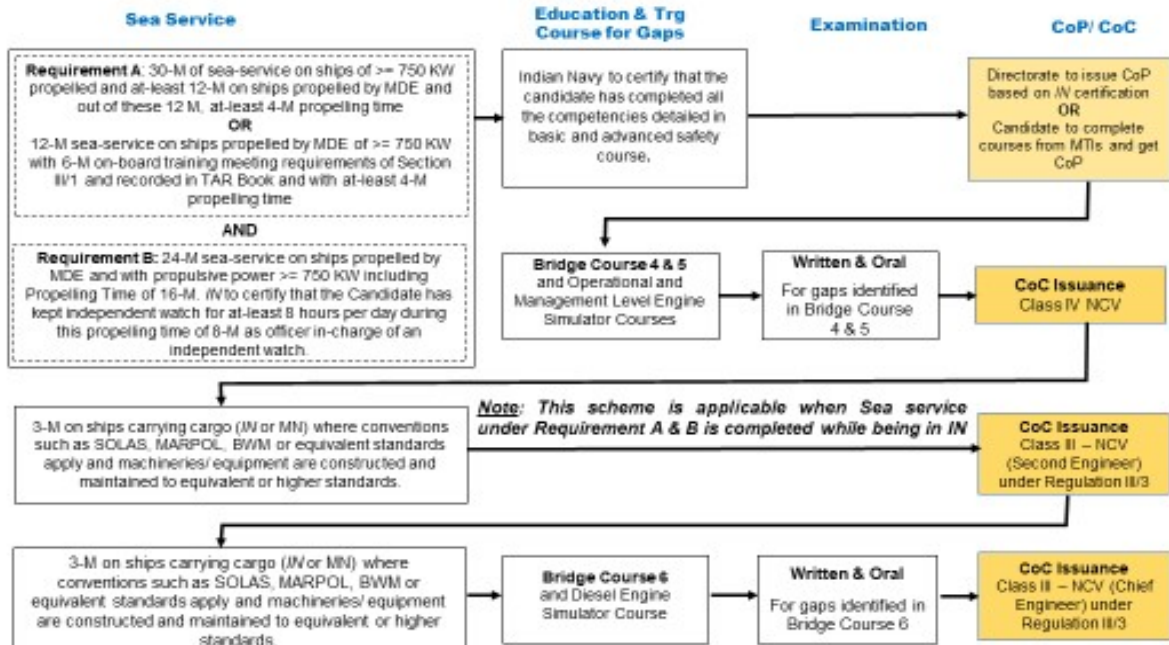 Sea Service
Education & Trg
Course for Gaps
Examination
CoP/ CoC
Requirement A: 30-M of sea-service on ships of >= 750 KW
propelled and at-least 12-M on ships propelled by MDE and
out of these 12 M, at-least 4-M propelling time
OR
12-M sea-service on ships propelled by MDE of >= 750 KW
with 6-M on-board training meeting requirements of Section
III/1 and recorded in TAR Book and with at-least 4-M
propelling time
AND
Requirement B: 24-M sea-service on ships propelled by
MDE and with propulsive power >= 750 KW including
Propelling Time of 16-M. IN to certify that the Candidate has
kept independent watch for at-least 8 hours per day during
this propelling time of 8-M as officer in-charge of an
independent watch.
Indian Navy to certify that the
candidate has completed all
the competencies detailed in
basic and advanced safety
course.
Directorate to issue CoP
based on IN certification
OR
Candidate to complete
courses from MTIs and get
CoP
Bridge Course 4 & 5
and Operational and
Management Level Engine
Simulator Courses
Written & Oral
For gaps identified
in Bridge Course
4 & 5
CoC Issuance
Class IV NCV
3-M on ships carrying cargo (IN or MN) where conventions
such as SOLAS, MARPOL, BWM or equivalent standards
apply and machineries/ equipment are constructed and
maintained to equivalent or higher standards.
Note: This scheme is applicable when Sea service
under Requirement A & B is completed while being in IN
CoC Issuance
Class III – NCV
(Second Engineer)
under Regulation III/3
3-M on ships carrying cargo (IN or MN) where
conventions such as SOLAS, MARPOL, BWM or
equivalent standards apply and machineries/ equipment
are constructed and maintained to equivalent or higher
standards.
Bridge Course 6
and Diesel Engine
Simulator Course
Written & Oral
For gaps identified in
Bridge Course 6
CoC Issuance
Class III – NCV (Chief
Engineer) under
Regulation III/3